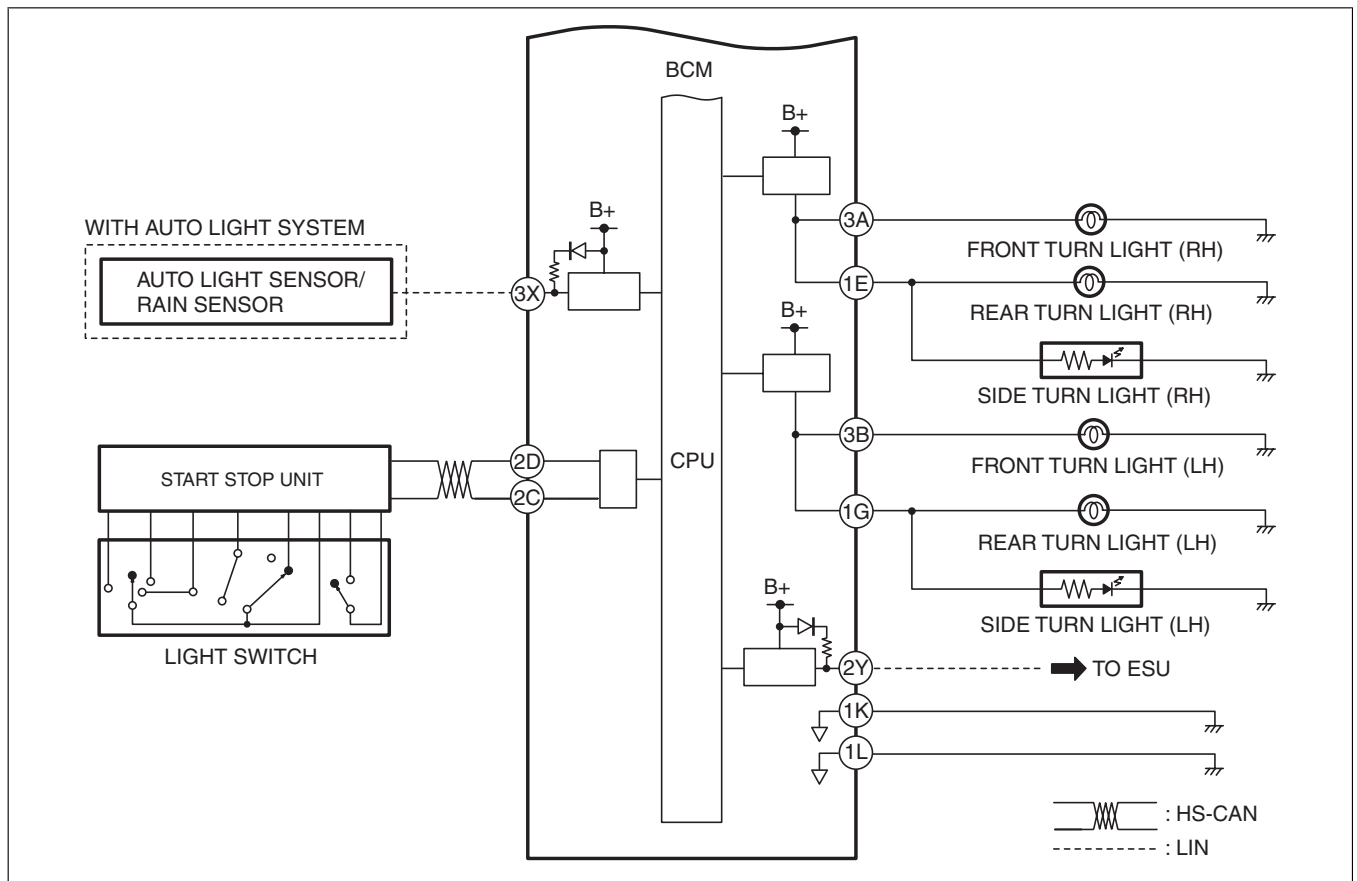 BCM
B+
WITH AUTO LIGHT SYSTEM
AUTO LIGHT SENSOR/
RAIN SENSOR
3X
B+
3A
FRONT TURN LIGHT (RH)
1E
REAR TURN LIGHT (RH)
SIDE TURN LIGHT (RH)
B+
3B
FRONT TURN LIGHT (LH)
START STOP UNIT
2D
2C
CPU
1G
REAR TURN LIGHT (LH)
SIDE TURN LIGHT (LH)
LIGHT SWITCH
B+
2Y
TO ESU
1K
1L
: HS-CAN
: LIN